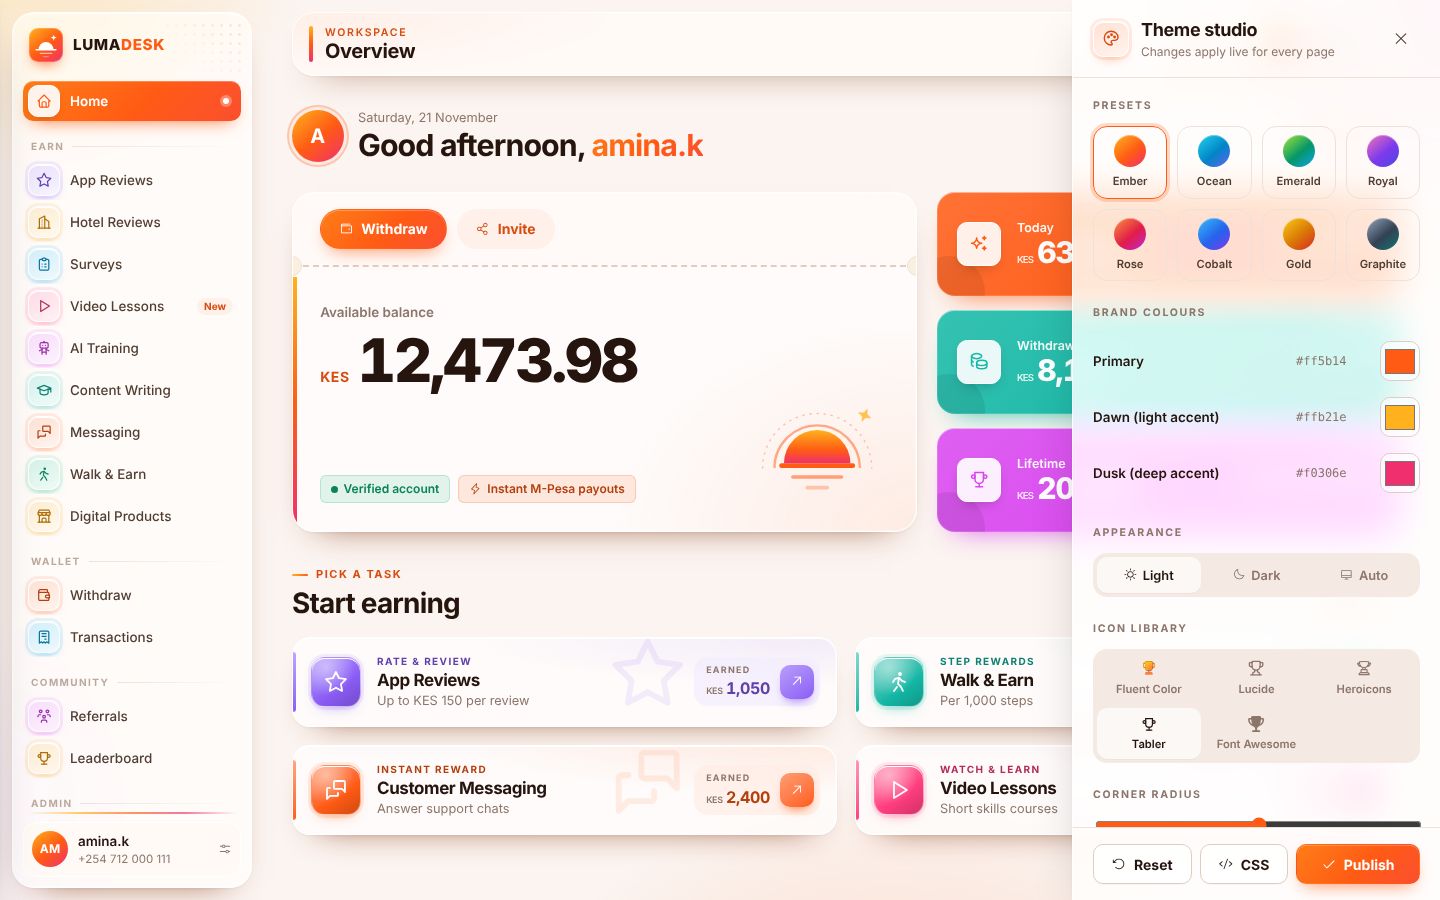 LUMADESK
Home
EARN
App Reviews
Hotel Reviews
Surveys
Video Lessons New
AI Training
Content Writing
Messaging
Walk & Earn
Digital Products
WALLET
Withdraw
Transactions
COMMUNITY
Referrals
Leaderboard
ADMIN
AM
amina.k
+254 712 000 111
WORKSPACE
Overview
A
Saturday, 21 November
Good afternoon, amina.k
Withdraw
Invite
Available balance
KES 12,473.98
Verified account
Instant M-Pesa payouts
Today
KES 63
Withdraw
KES 8,1
Lifetime
KES 20
PICK A TASK
Start earning
RATE & REVIEW
App Reviews
Up to KES 150 per review
EARNED
KES 1,050
STEP REWARDS
Walk & Earn
Per 1,000 steps
INSTANT REWARD
Customer Messaging
Answer support chats
EARNED
KES 2,400
WATCH & LEARN
Video Lessons
Short skills courses
Theme studio
Changes apply live for every page
PRESETS
Ember Ocean Emerald Royal
Rose Cobalt Gold Graphite
BRAND COLOURS
Primary #ff5b14
Dawn (light accent) #ffb21e
Dusk (deep accent) #f0306e
APPEARANCE
Light Dark Auto
ICON LIBRARY
Fluent Color Lucide Heroicons
Tabler Font Awesome
CORNER RADIUS
Reset CSS Publish